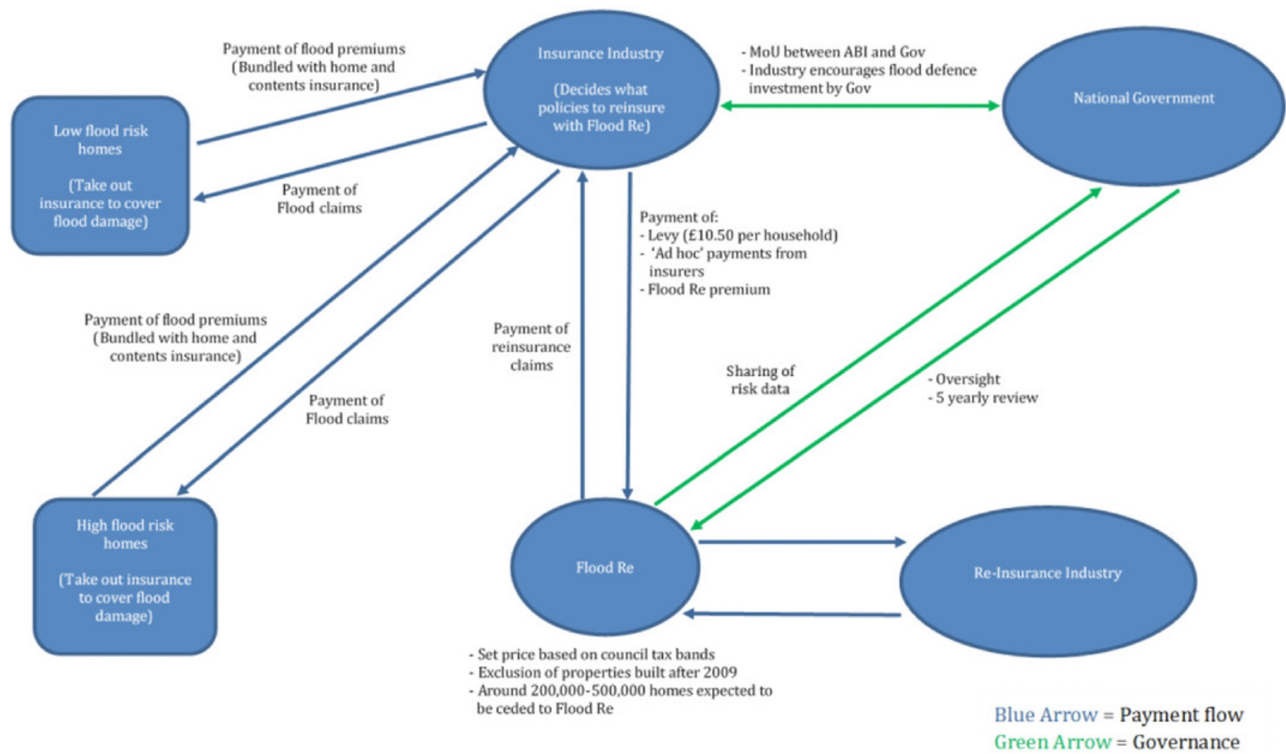 Payment of flood premiums
(Bundled with home and
contents insurance)
Insurance Industry
(Decides what
policies to reinsure
with Flood Re)
- MoU between ABI and Gov
- Industry encourages flood defence
investment by Gov
National Government
Low flood risk
homes
(Take out
insurance to cover
flood damage)
Payment of
Flood claims
Payment of:
- Levy (£10.50 per household)
- ‘Ad hoc’ payments from
insurers
- Flood Re premium
Payment of flood premiums
(Bundled with home and
contents insurance)
Payment of
reinsurance
claims
Sharing of
risk data
- Oversight
- 5 yearly review
Payment of
Flood claims
High flood risk
homes
(Take out insurance
to cover flood
damage)
Flood Re
Re-Insurance Industry
- Set price based on council tax bands
- Exclusion of properties built after 2009
- Around 200,000-500,000 homes expected to
be ceded to Flood Re
Blue Arrow = Payment flow
Green Arrow = Governance